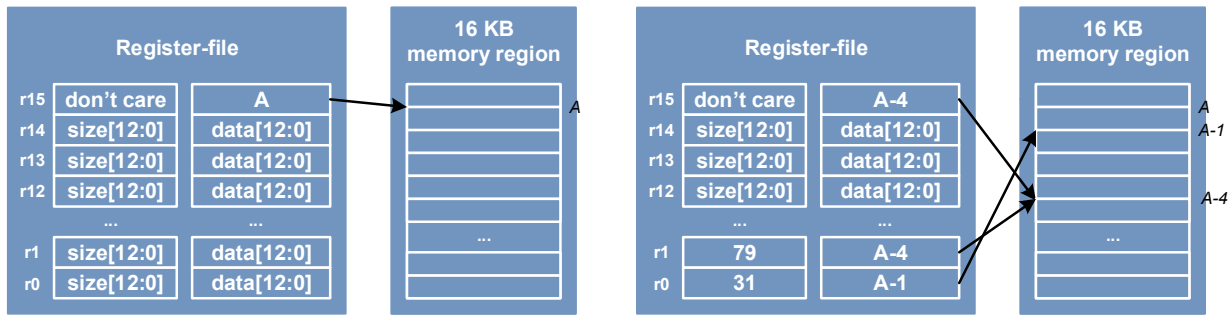 Register-file
16 KB
memory region
r15 don't care A
A
r14 size[12:0] data[12:0]
r13 size[12:0] data[12:0]
r12 size[12:0] data[12:0]
... ...
...
r1 size[12:0] data[12:0]
r0 size[12:0] data[12:0]
Register-file
16 KB
memory region
r15 don't care A-4
A
r14 size[12:0] data[12:0]
A-1
r13 size[12:0] data[12:0]
r12 size[12:0] data[12:0]
A-4
... ...
...
r1 79 A-4
r0 31 A-1